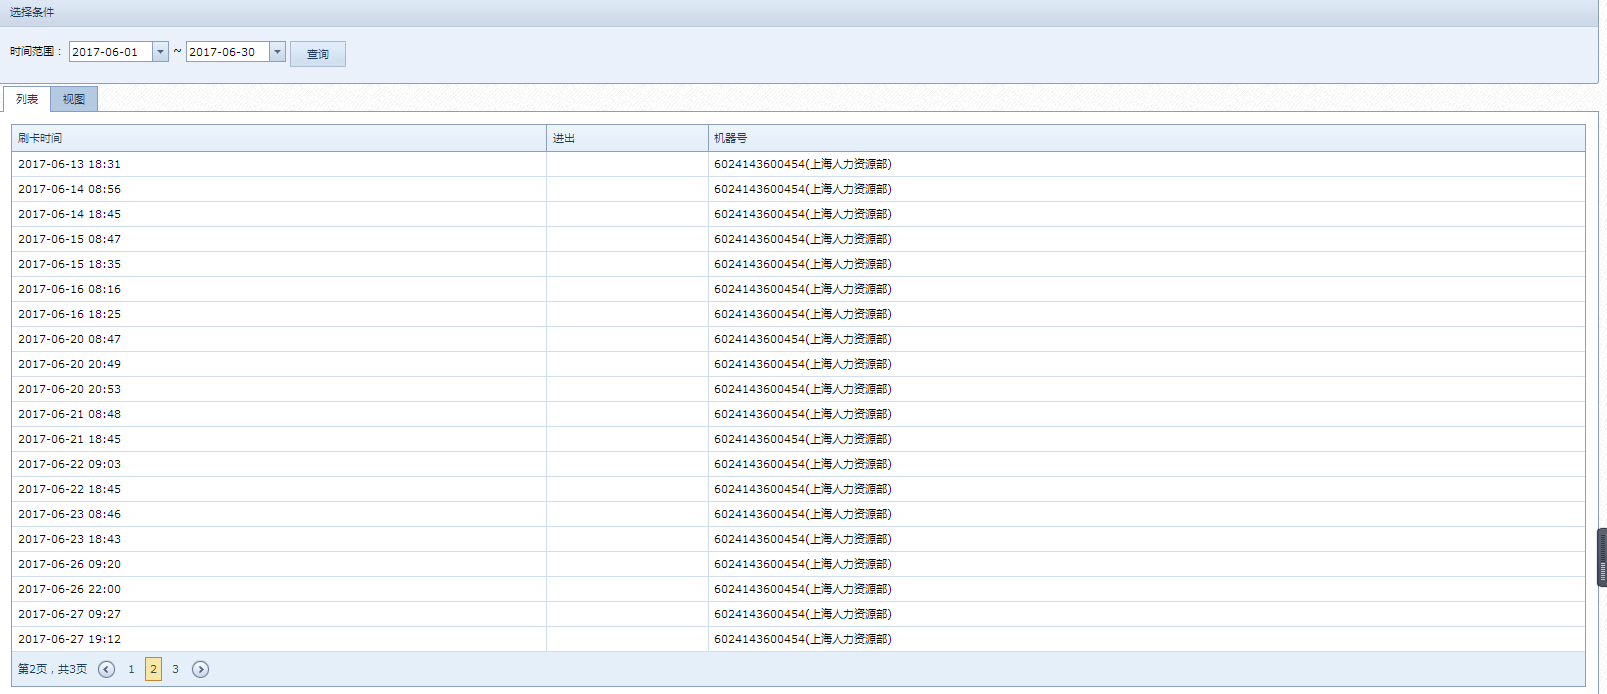 选择条件
时间范围： 2017-06-01 ~ 2017-06-30 查询
列表 视图
刷卡时间 进出 机器号
2017-06-13 18:31 6024143600454(上海人力资源部)
2017-06-14 08:56 6024143600454(上海人力资源部)
2017-06-14 18:45 6024143600454(上海人力资源部)
2017-06-15 08:47 6024143600454(上海人力资源部)
2017-06-15 18:35 6024143600454(上海人力资源部)
2017-06-16 08:16 6024143600454(上海人力资源部)
2017-06-16 18:25 6024143600454(上海人力资源部)
2017-06-20 08:47 6024143600454(上海人力资源部)
2017-06-20 20:49 6024143600454(上海人力资源部)
2017-06-20 20:53 6024143600454(上海人力资源部)
2017-06-21 08:48 6024143600454(上海人力资源部)
2017-06-21 18:45 6024143600454(上海人力资源部)
2017-06-22 09:03 6024143600454(上海人力资源部)
2017-06-22 18:45 6024143600454(上海人力资源部)
2017-06-23 08:46 6024143600454(上海人力资源部)
2017-06-23 18:43 6024143600454(上海人力资源部)
2017-06-26 09:20 6024143600454(上海人力资源部)
2017-06-26 22:00 6024143600454(上海人力资源部)
2017-06-27 09:27 6024143600454(上海人力资源部)
2017-06-27 19:12 6024143600454(上海人力资源部)
第2页，共3页 1 2 3